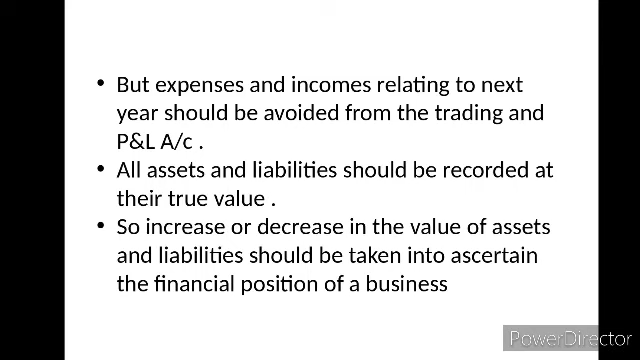 • But expenses and incomes relating to next
year should be avoided from the trading and
P&L A/c .
• All assets and liabilities should be recorded at
their true value .
• So increase or decrease in the value of assets
and liabilities should be taken into ascertain
the financial position of a business
PowerDirector